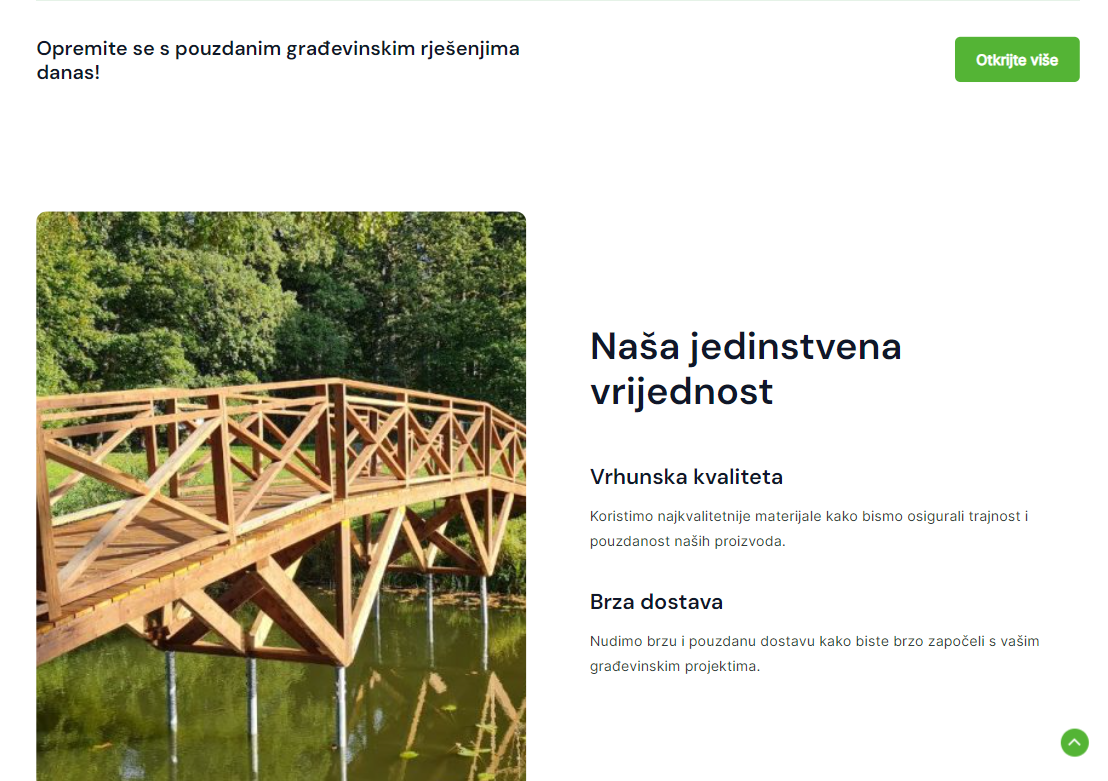 Opremite se s pouzdanim građevinskim rješenjima
danas!
Otkrijte više
Naša jedinstvena
vrijednost
Vrhunska kvaliteta
Koristimo najkvalitetnije materijale kako bismo osigurali trajnost i
pouzdanost naših proizvoda.
Brza dostava
Nudimo brzu i pouzdanu dostavu kako biste brzo započeli s vašim
građevinskim projektima.